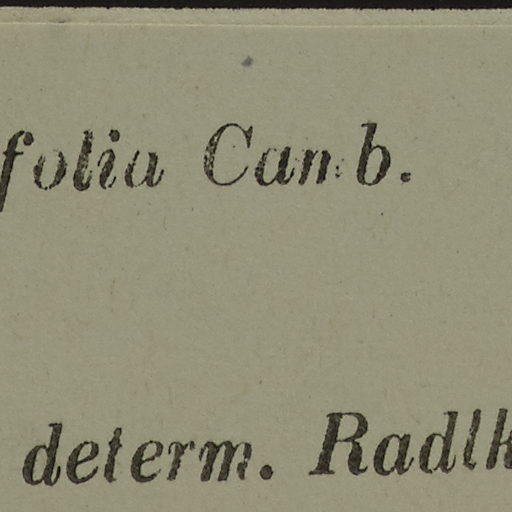 folia Camb.
determ. Radlk